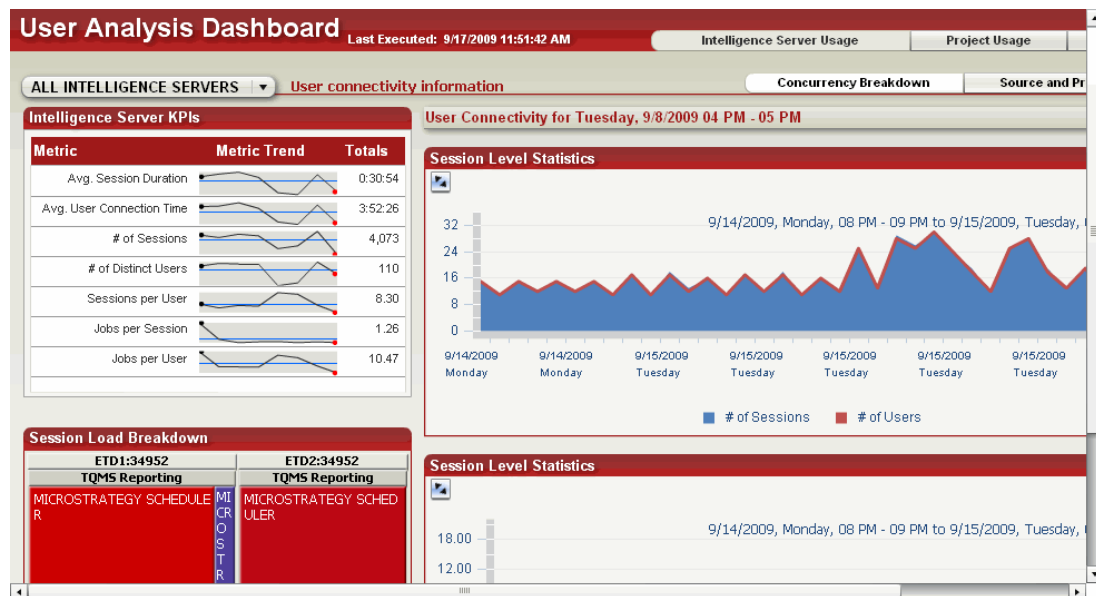 User Analysis Dashboard
Last Executed: 9/17/2009 11:51:42 AM
Intelligence Server Usage
Project Usage
ALL INTELLIGENCE SERVERS
User connectivity information
Concurrency Breakdown
Source and Pr
Intelligence Server KPIs
Metric Metric Trend Totals
Avg. Session Duration 0:30:54
Avg. User Connection Time 3:52:26
# of Sessions 4,073
# of Distinct Users 110
Sessions per User 8.30
Jobs per Session 1.26
Jobs per User 10.47
User Connectivity for Tuesday, 9/8/2009 04 PM - 05 PM
Session Level Statistics
9/14/2009, Monday, 08 PM - 09 PM to 9/15/2009, Tuesday,
32
24
16
8
0
9/14/2009 9/14/2009 9/15/2009 9/15/2009 9/15/2009 9/15/2009 9/15/2009
Monday Monday Tuesday Tuesday Tuesday Tuesday Tuesday
# of Sessions # of Users
Session Load Breakdown
ETD1:34952 ETD2:34952
TQMS Reporting TQMS Reporting
MICROSTRATEGY SCHEDULE
R
MI
CR
O
S
T
R
MICROSTRATEGY SCHED
ULER
Session Level Statistics
9/14/2009, Monday, 08 PM - 09 PM to 9/15/2009, Tuesday,
18.00
12.00